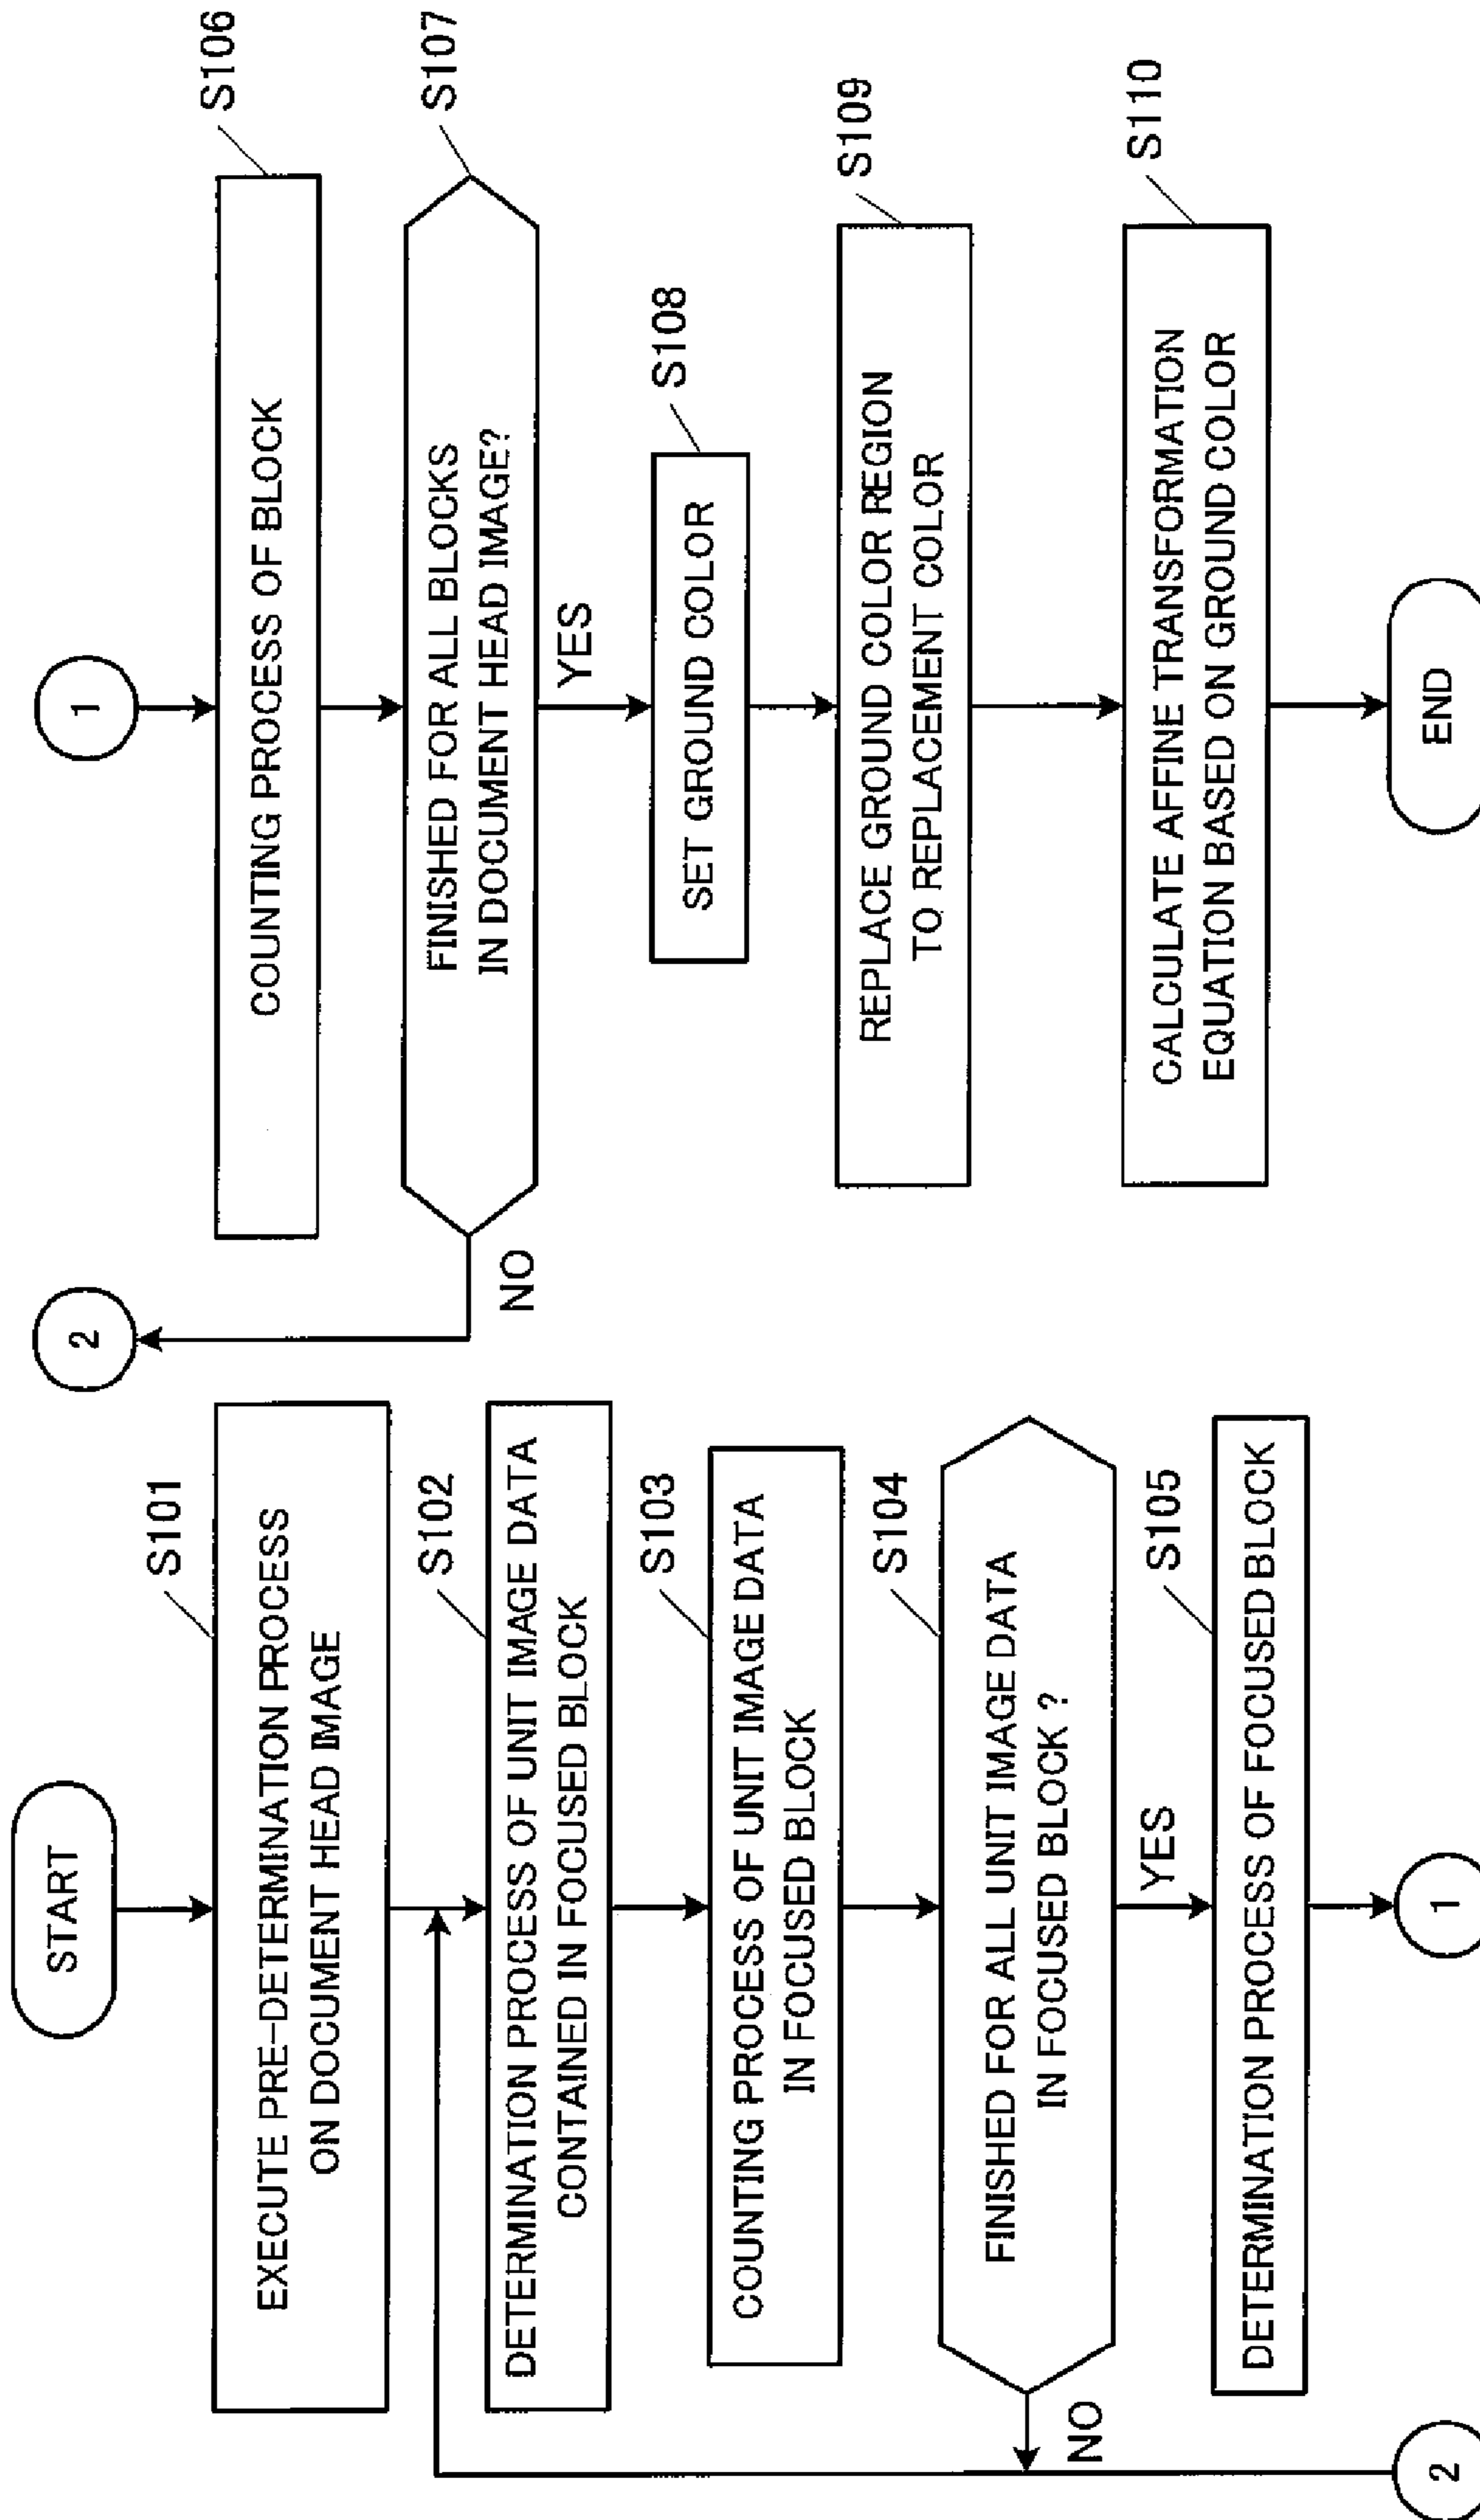 START
S101
EXECUTE PRE-DETERMINATION PROCESS
ON DOCUMENT HEAD IMAGE
S102
DETERMINATION PROCESS OF UNIT IMAGE DATA
CONTAINED IN FOCUSED BLOCK
S103
COUNTING PROCESS OF UNIT IMAGE DATA
IN FOCUSED BLOCK
S104
FINISHED FOR ALL UNIT IMAGE DATA
IN FOCUSED BLOCK ?
NO
YES
S105
DETERMINATION PROCESS OF FOCUSED BLOCK
2
1
2
1
S106
COUNTING PROCESS OF BLOCK
S107
FINISHED FOR ALL BLOCKS
IN DOCUMENT HEAD IMAGE?
NO
YES
S108
SET GROUND COLOR
S109
REPLACE GROUND COLOR REGION
TO REPLACEMENT COLOR
S110
CALCULATE AFFINE TRANSFORMATION
EQUATION BASED ON GROUND COLOR
END